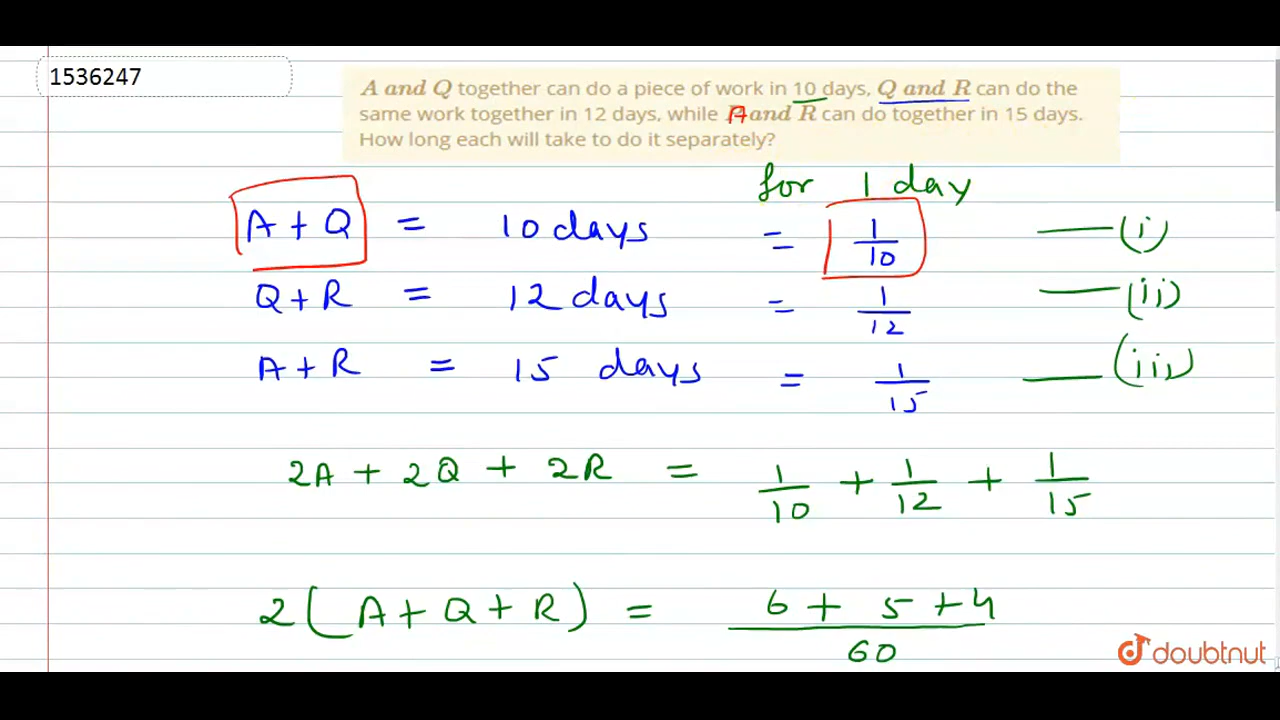 1536247
A and Q together can do a piece of work in 10 days, Q and R can do the
same work together in 12 days, while A and R can do together in 15 days.
How long each will take to do it separately?
for 1 day
A + Q = 10 days = 1/10 —(i)
Q + R = 12 days = 1/12 —(ii)
A + R = 15 days = 1/15 —(iii)
2A + 2Q + 2R = 1/10 + 1/12 + 1/15
2(A + Q + R) = 6 + 5 + 4 / 60
doubtnut